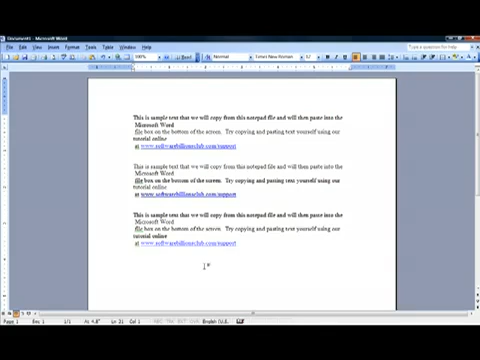 Document1 - Microsoft Word
File Edit View Insert Format Tools Table Window Help
Type a question for help
100% Read Normal Times New Roman 12
This is sample text that we will copy from this notepad file and will then paste into the
Microsoft Word
file box on the bottom of the screen. Try copying and pasting text yourself using our
tutorial online
at www.softwarebillionsclub.com/support
This is sample text that we will copy from this notepad file and will then paste into the
Microsoft Word
file box on the bottom of the screen. Try copying and pasting text yourself using our
tutorial online
at www.softwarebillionsclub.com/support
This is sample text that we will copy from this notepad file and will then paste into the
Microsoft Word
file box on the bottom of the screen. Try copying and pasting text yourself using our
tutorial online
at www.softwarebillionsclub.com/support
Page 1 Sec 1 1/1 At 4.8" Ln 21 Col 1 REC TRK EXT OVR English (U.S.